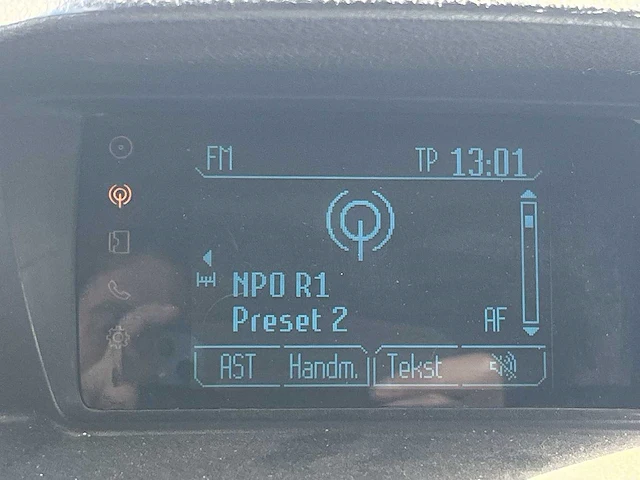 FM TP 13:01
NPO R1
Preset 2 AF
AST Handm. Tekst